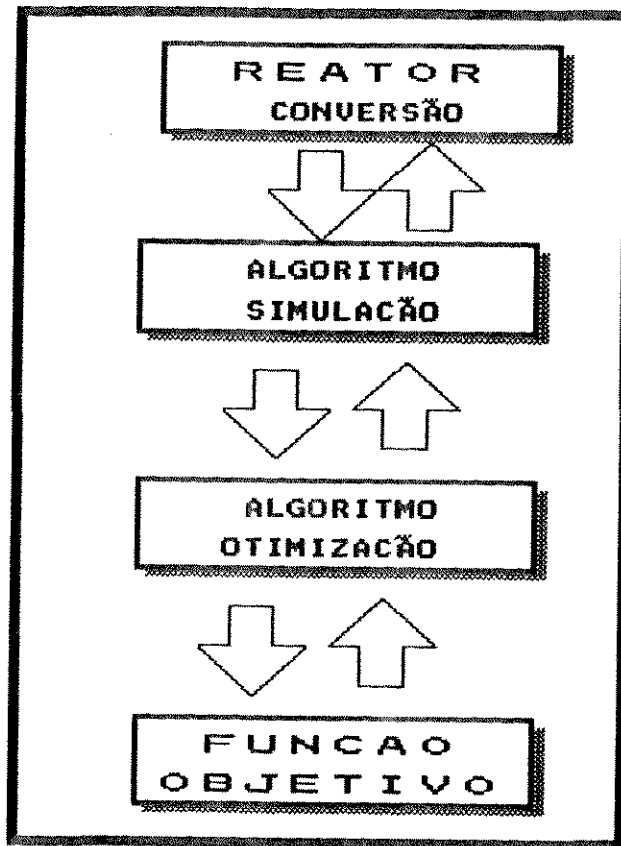 REATOR
CONVERSÃO
ALGORITMO
SIMULACÃO
ALGORITMO
OTIMIZACÃO
FUNCAO
OBJETIVO